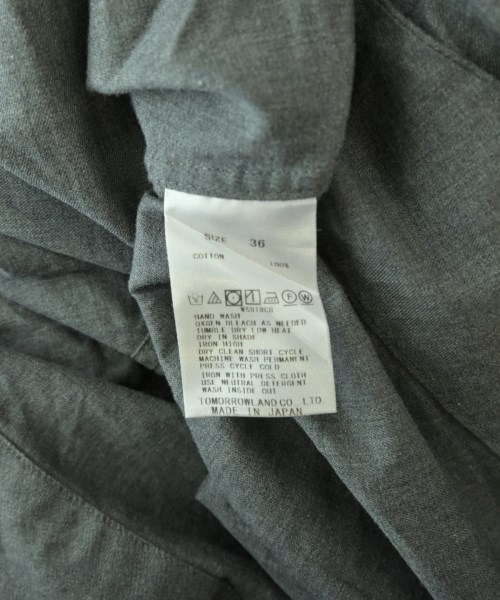 SIZE 36
COTTON 100%
HAND WASH
OXGEN BLEACH AS NEEDED
TUMBLE DRY LOW HEAT
DRY IN SHADE
IRON HIGH
DRY CLEAN SHORT CYCLE
MACHINE WASH PERMANENT
PRESS CYCLE COLD
IRON WITH PRESS CLOTH
USE NEUTRAL DETERGENT
WASH INSIDE OUT
TOMORROWLAND CO., LTD.
MADE IN JAPAN